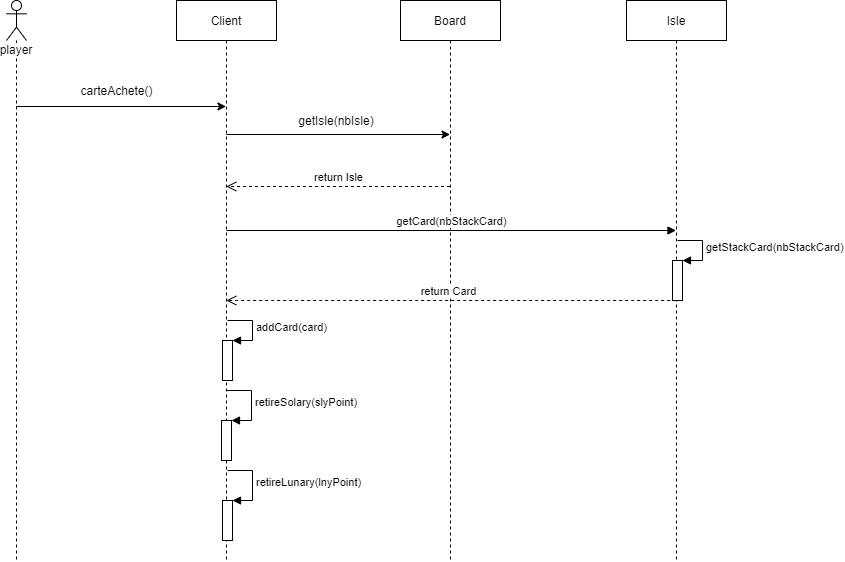 Client
Board
Isle
player
carteAchete()
getIsle(nbIsle)
return Isle
getCard(nbStackCard)
getStackCard(nbStackCard)
return Card
addCard(card)
retireSolary(slyPoint)
retireLunary(lnyPoint)